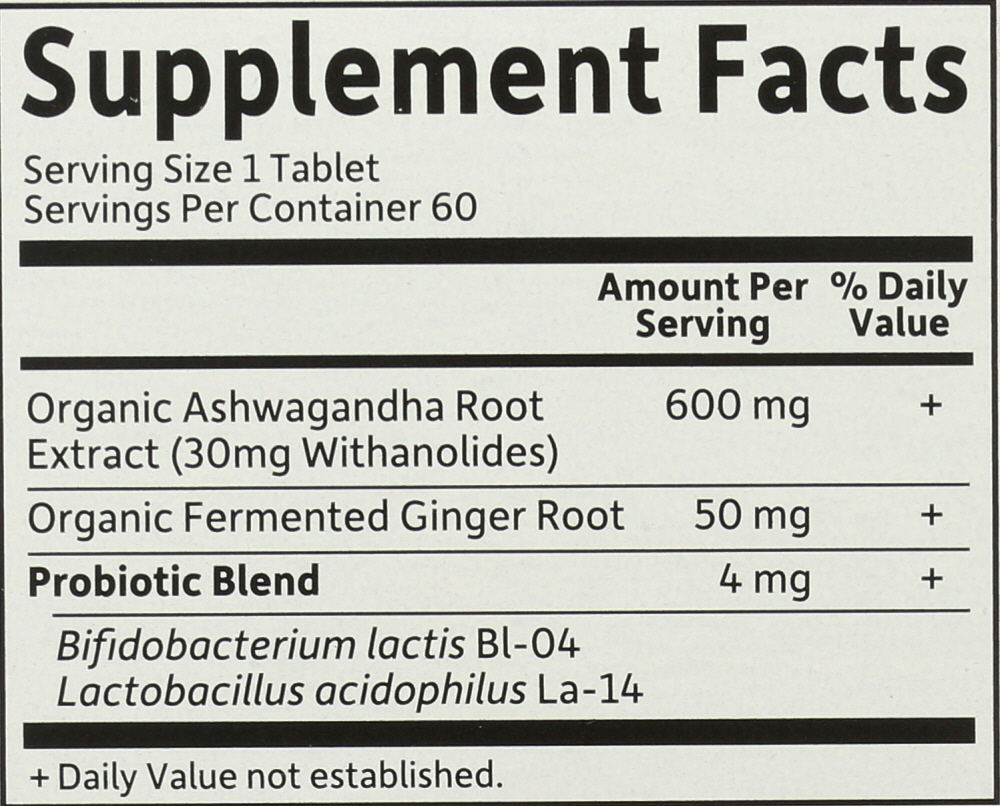 Supplement Facts
Serving Size 1 Tablet
Servings Per Container 60
Amount Per Serving % Daily Value
Organic Ashwagandha Root 600 mg +
Extract (30mg Withanolides)
Organic Fermented Ginger Root 50 mg +
Probiotic Blend 4 mg +
Bifidobacterium lactis Bl-04
Lactobacillus acidophilus La-14
+ Daily Value not established.